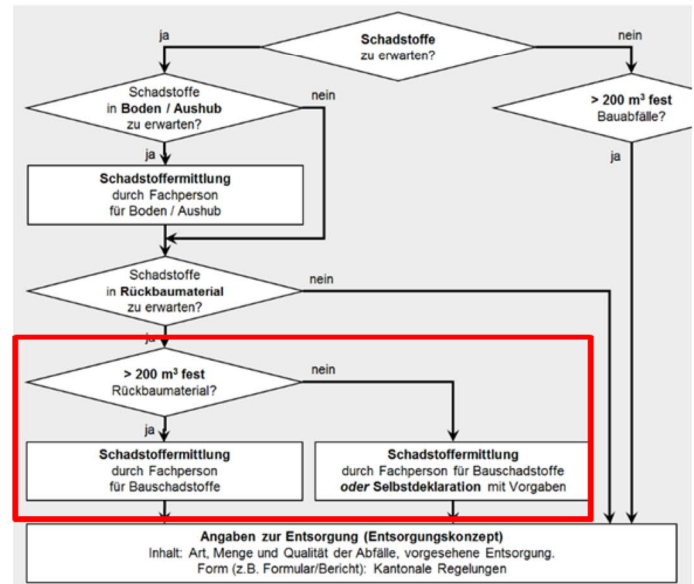 ja
Schadstoffe
zu erwarten?
nein
Schadstoffe
in Boden / Aushub
zu erwarten?
nein
> 200 m³ fest
Bauabfälle?
ja
ja
Schadstoffermittlung
durch Fachperson
für Boden / Aushub
Schadstoffe
in Rückbaumaterial
zu erwarten?
nein
ja
> 200 m³ fest
Rückbaumaterial?
nein
ja
Schadstoffermittlung
durch Fachperson
für Bauschadstoffe
Schadstoffermittlung
durch Fachperson für Bauschadstoffe
oder Selbstdeklaration mit Vorgaben
Angaben zur Entsorgung (Entsorgungskonzept)
Inhalt: Art, Menge und Qualität der Abfälle, vorgesehene Entsorgung.
Form (z.B. Formular/Bericht): Kantonale Regelungen